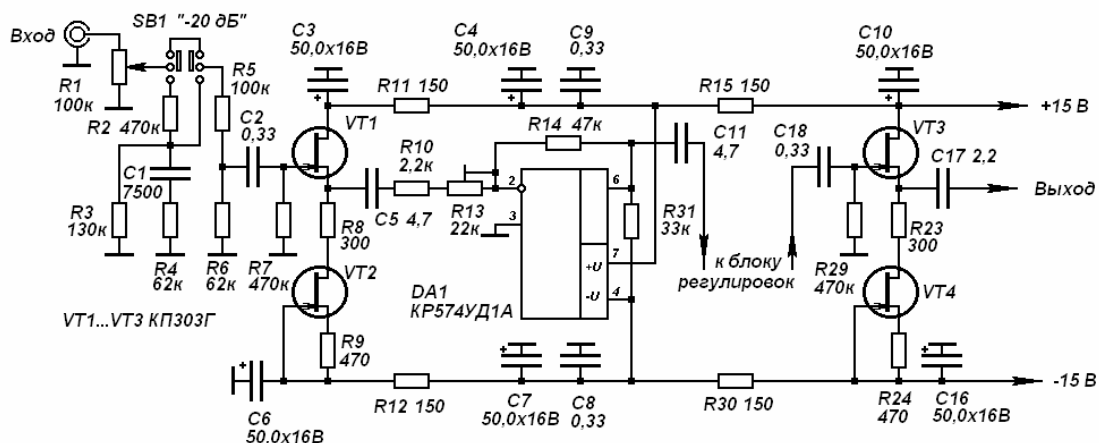 SB1 "-20 дБ"
Вход
C3
50,0x16В
C4
50,0x16В
C9
0,33
C10
50,0x16В
R1
100к
R5
100к
R11 150
R15 150
+15 В
R2 470к
C2
0,33
VT1
R14 47к
C11
4,7
C18
0,33
VT3
C17 2,2
R10
2,2к
C1
7500
2
6
Выход
3
R3
130к
C5 4,7
R13
22к
R8
300
R31
33к
R23
300
7
+U
-U
4
к блоку
регулировок
R4
62к
R6
62к
R7
470к
VT2
R29
470к
VT4
DA1
КР574УД1А
VT1...VT3 КП303Г
R9
470
-15 В
R12 150
C7
50,0x16В
C8
0,33
R30 150
R24
470
C16
50,0x16В
C6
50,0x16В